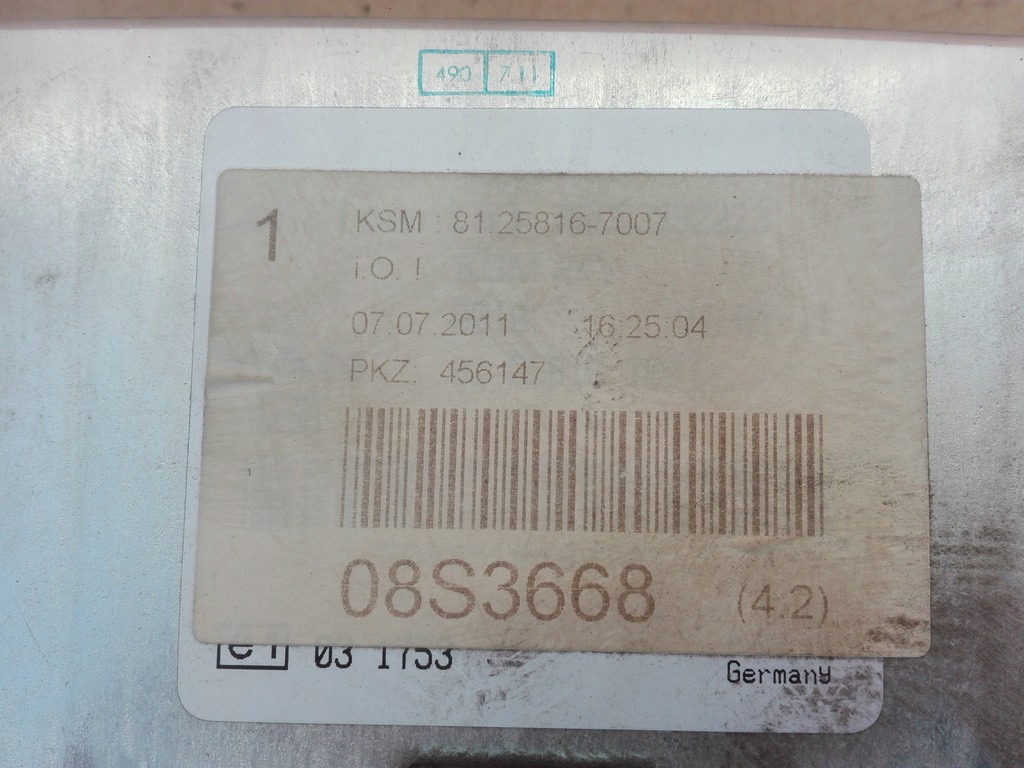 490 7.11
1
KSM : 81.25816-7007
i.O. !
07.07.2011 16:25:04
PKZ: 456147
08S3668 (4.2)
e1 03 1753
Germany